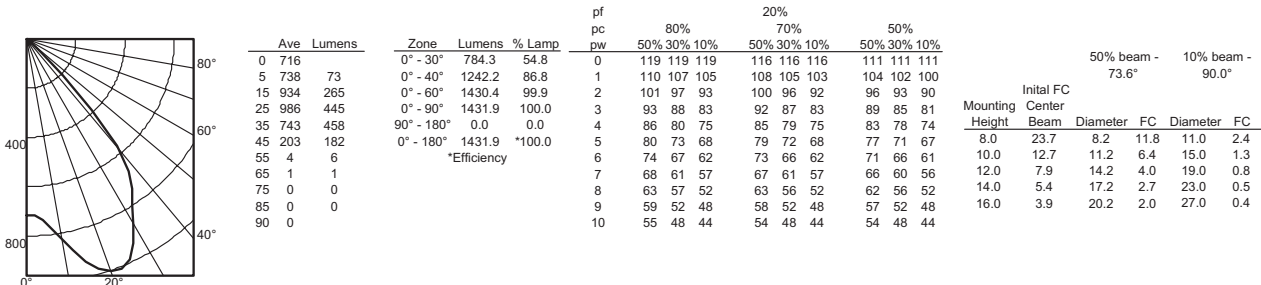 80°
60°
40°
400
800
0° 20°
Ave Lumens
0 716
5 738 73
15 934 265
25 986 445
35 743 458
45 203 182
55 4 6
65 1 1
75 0 0
85 0 0
90 0
Zone Lumens % Lamp
0° - 30° 784.3 54.8
0° - 40° 1242.2 86.8
0° - 60° 1430.4 99.9
0° - 90° 1431.9 100.0
90° - 180° 0.0 0.0
0° - 180° 1431.9 *100.0
*Efficiency
pf 20%
pc 80% 70% 50%
pw 50% 30% 10% 50% 30% 10% 50% 30% 10%
0 119 119 119 116 116 116 111 111 111
1 110 107 105 108 105 103 104 102 100
2 101 97 93 100 96 92 96 93 90
3 93 88 83 92 87 83 89 85 81
4 86 80 75 85 79 75 83 78 74
5 80 73 68 79 72 68 77 71 67
6 74 67 62 73 66 62 71 66 61
7 68 61 57 67 61 57 66 60 56
8 63 57 52 63 56 52 62 56 52
9 59 52 48 58 52 48 57 52 48
10 55 48 44 54 48 44 54 48 44
50% beam - 10% beam -
73.6° 90.0°
Inital FC
Mounting Center
Height Beam Diameter FC Diameter FC
8.0 23.7 8.2 11.8 11.0 2.4
10.0 12.7 11.2 6.4 15.0 1.3
12.0 7.9 14.2 4.0 19.0 0.8
14.0 5.4 17.2 2.7 23.0 0.5
16.0 3.9 20.2 2.0 27.0 0.4